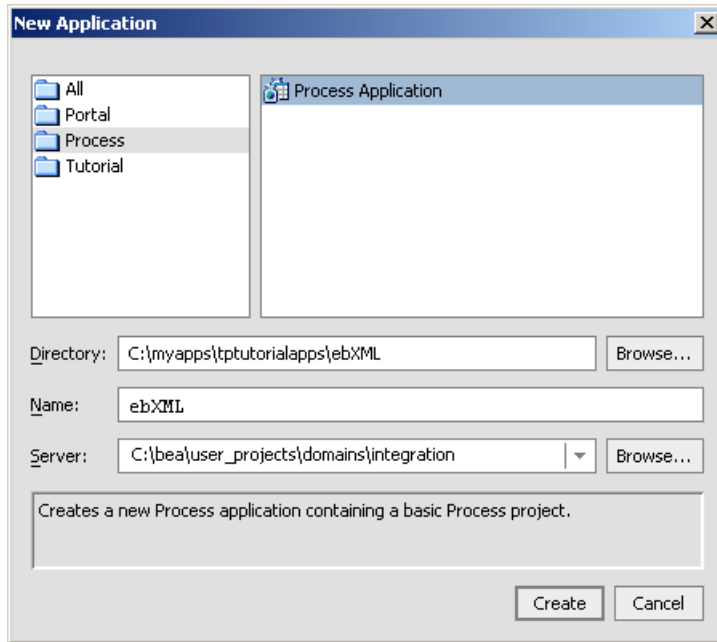 New Application
All
Portal
Process
Tutorial
Process Application
Directory: C:\myapps\tptutorialapps\ebXML Browse...
Name: ebXML
Server: C:\bea\user_projects\domains\integration Browse...
Creates a new Process application containing a basic Process project.
Create Cancel